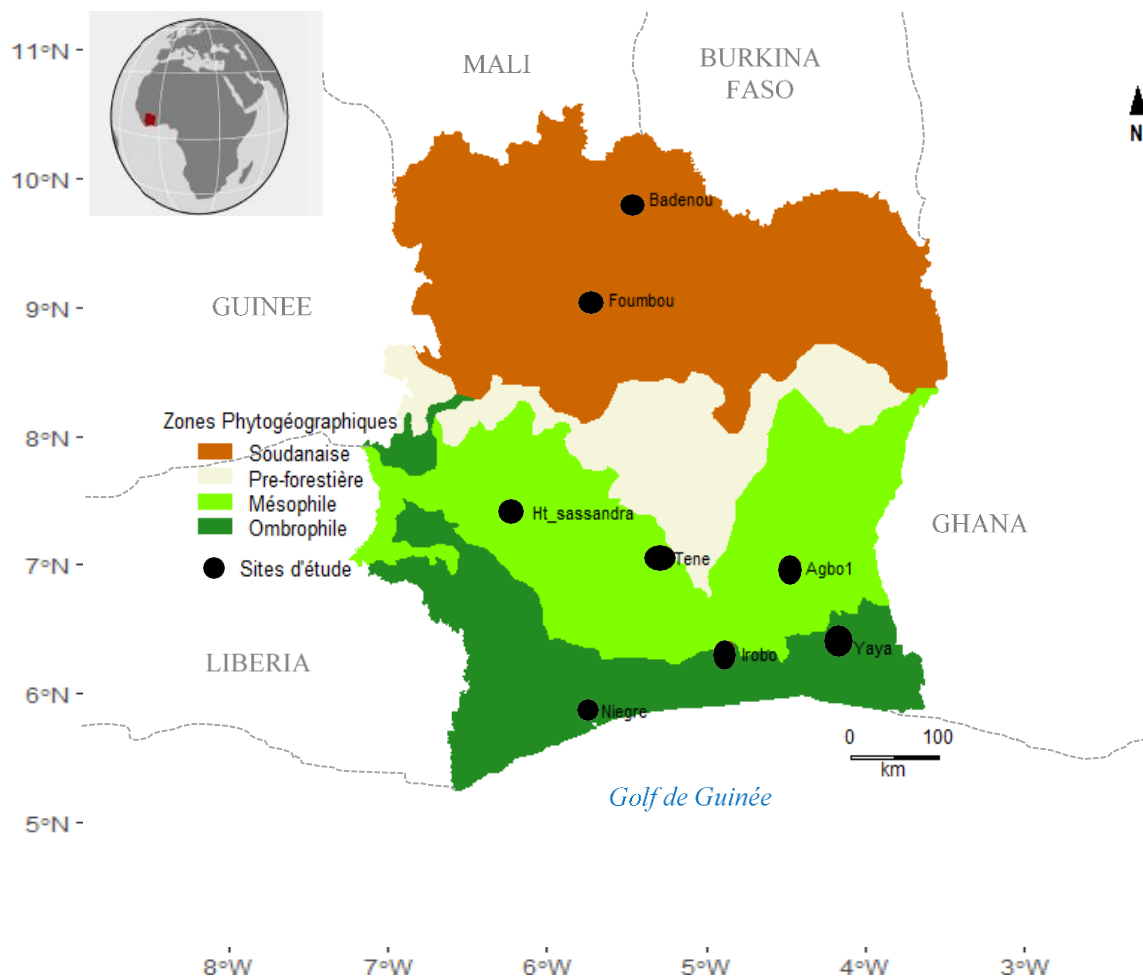 11°N
MALI
BURKINA
FASO
N
10°N
Badenou
9°N
GUINEE
Foumbou
Zones Phytogéographiques
8°N
Soudanaise
Pre-forestière
Mésophile
Ombrophile
Sites d'étude
Ht_sassandra
GHANA
7°N
Tene
Agbo1
LIBERIA
Irobo
Yaya
6°N
Niegre
0 100
km
Golf de Guinée
5°N
8°W 7°W 6°W 5°W 4°W 3°W